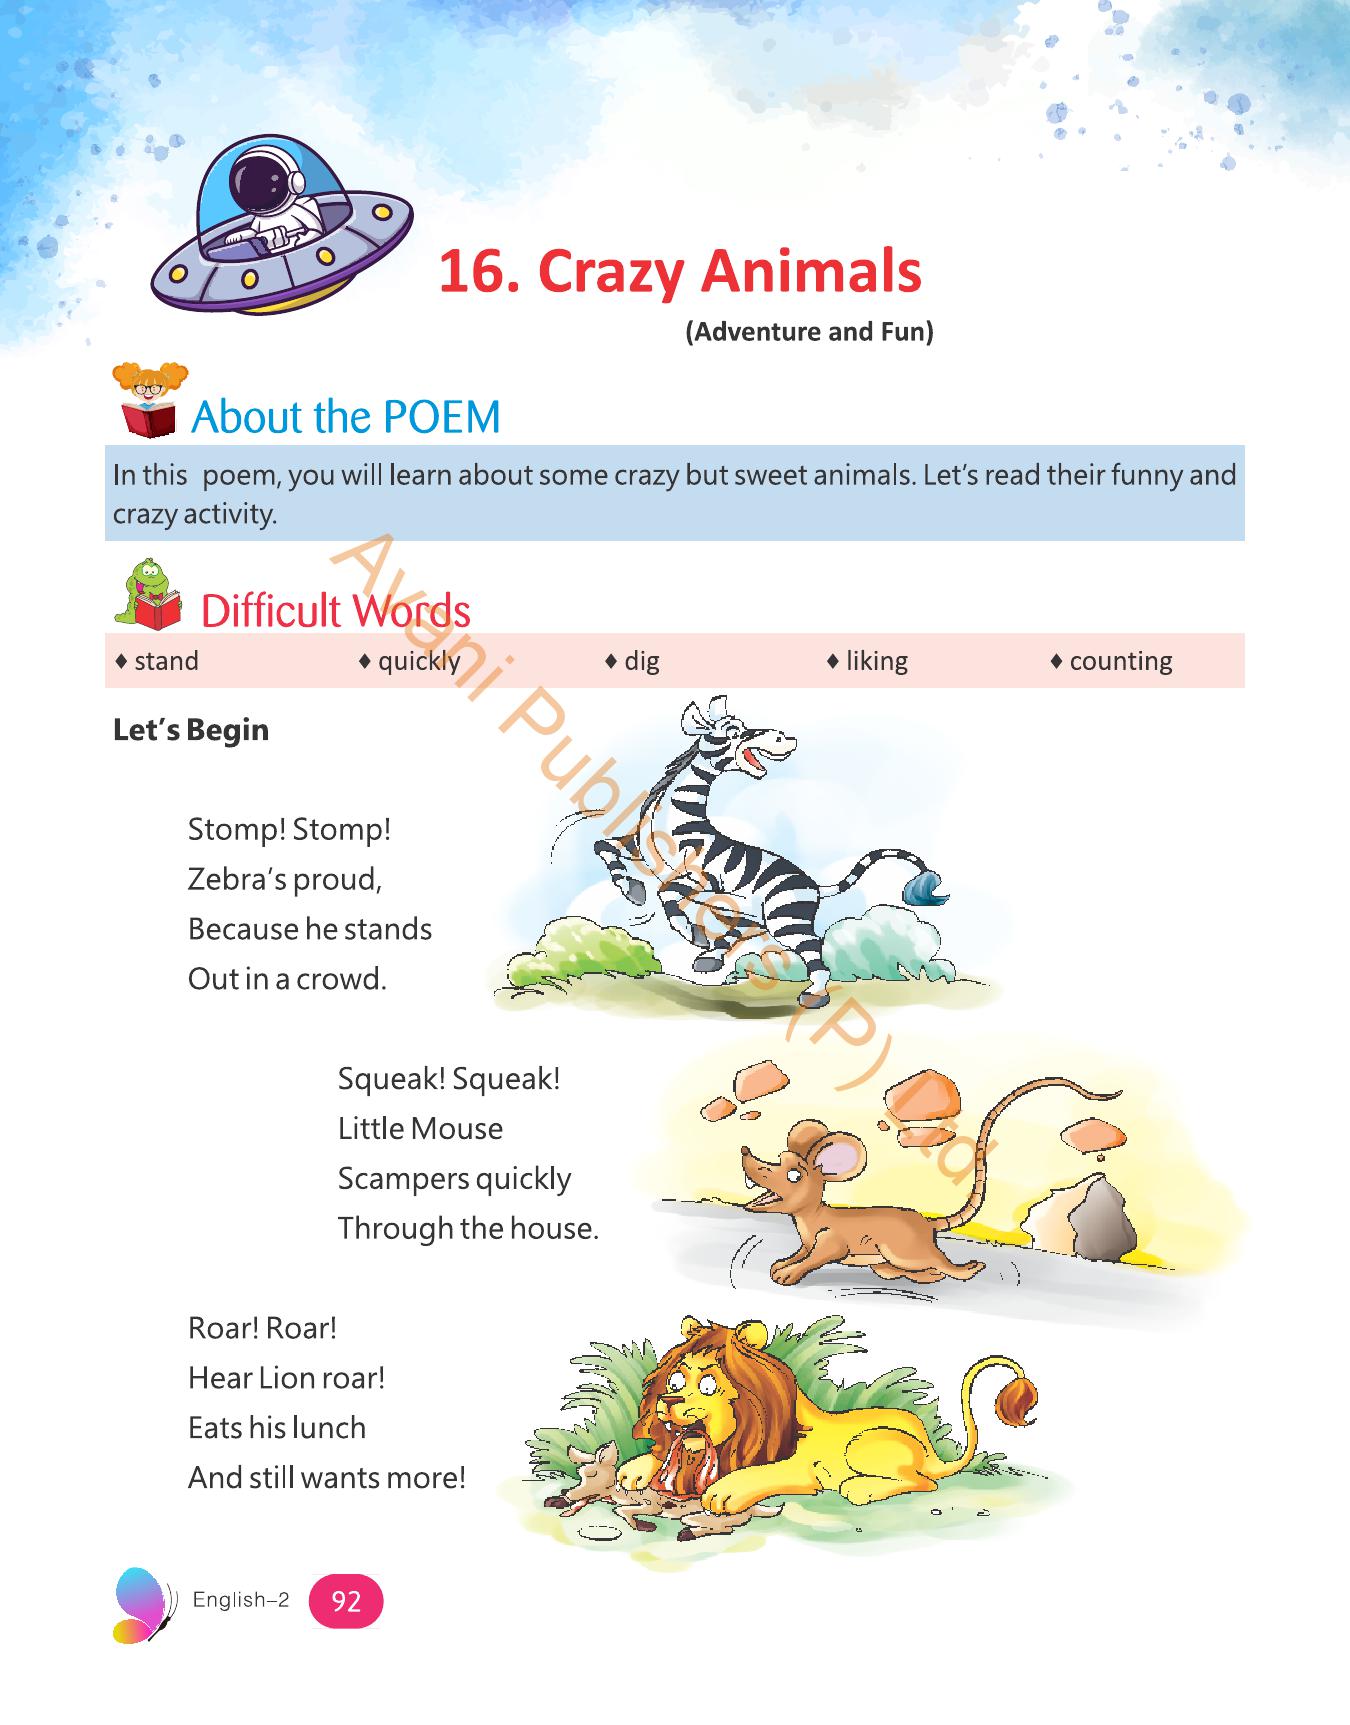 16. Crazy Animals
(Adventure and Fun)
About the POEM
In this poem, you will learn about some crazy but sweet animals. Let's read their funny and
crazy activity.
Difficult Words
♦ stand ♦ quickly ♦ dig ♦ liking ♦ counting
Let's Begin
Stomp! Stomp!
Zebra's proud,
Because he stands
Out in a crowd.
Squeak! Squeak!
Little Mouse
Scampers quickly
Through the house.
Roar! Roar!
Hear Lion roar!
Eats his lunch
And still wants more!
English–2 92
Avani Publishers (P) Ltd